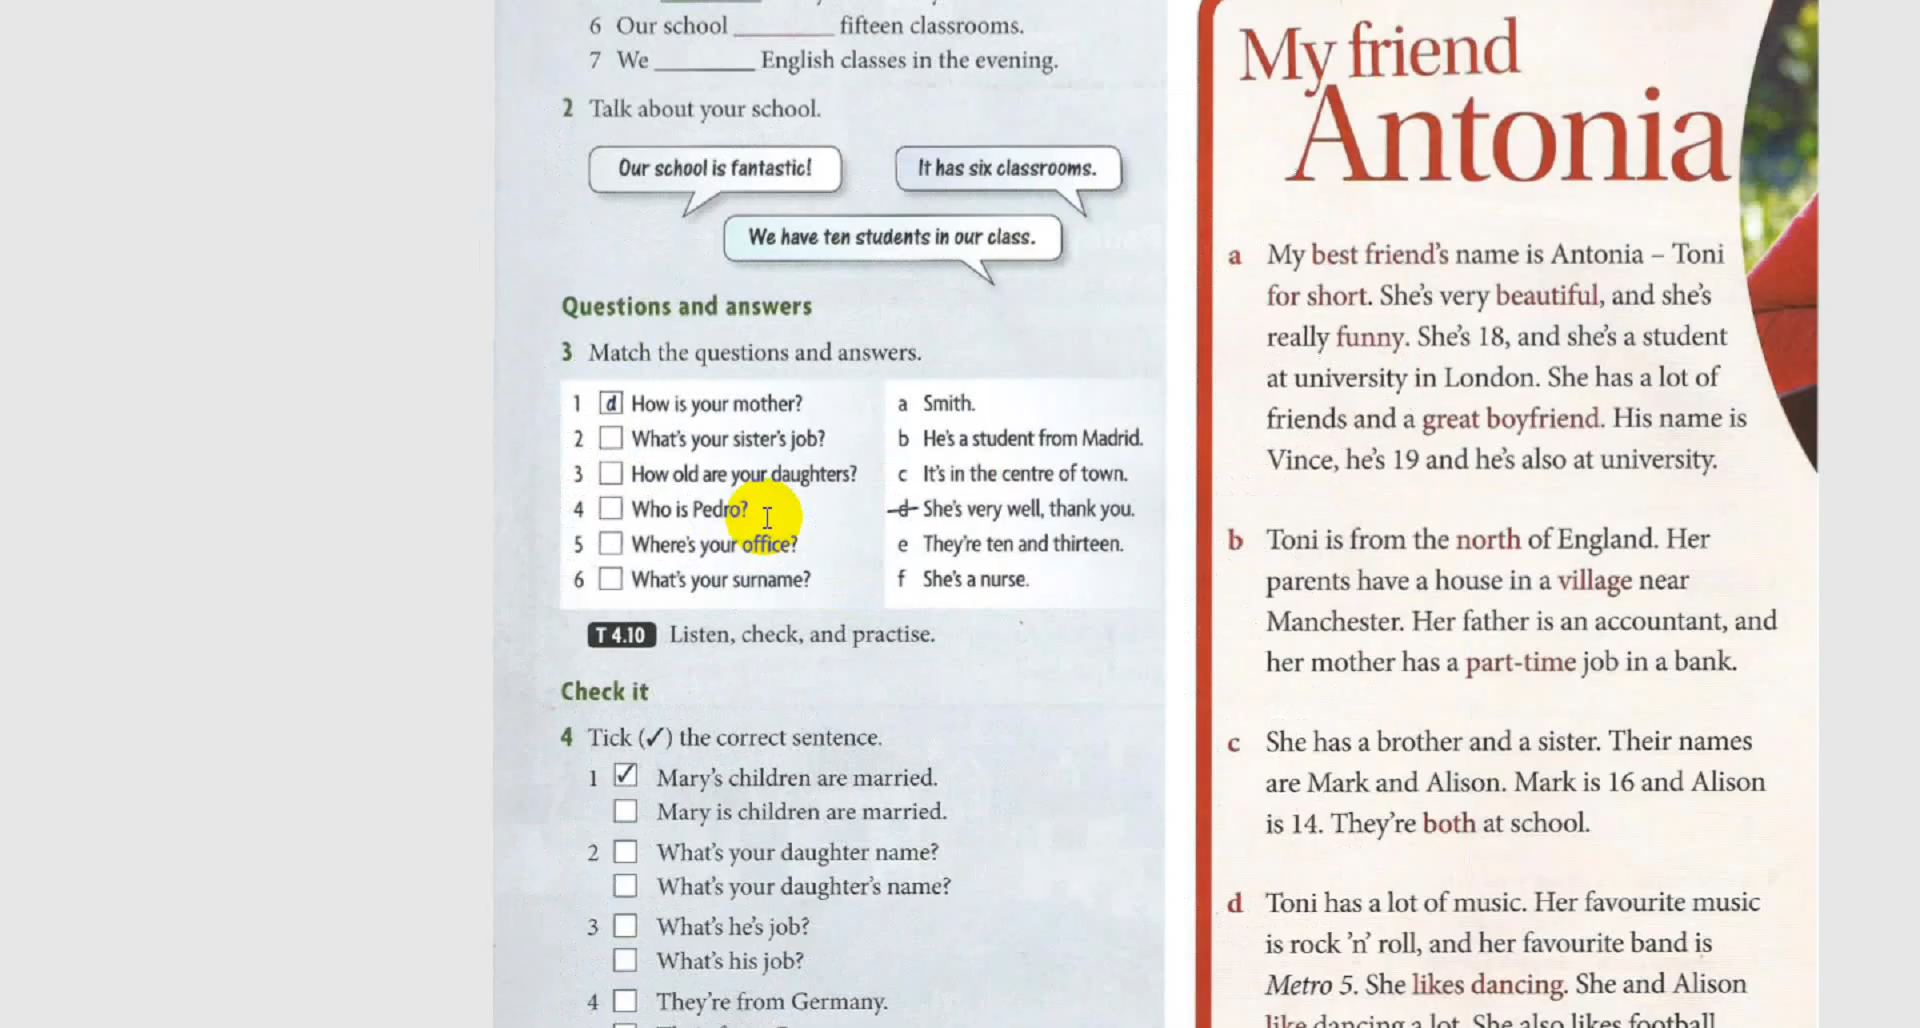 6 Our school ________ fifteen classrooms.
7 We ________ English classes in the evening.
2 Talk about your school.
Our school is fantastic!
It has six classrooms.
We have ten students in our class.
Questions and answers
3 Match the questions and answers.
1 d How is your mother?
2 What's your sister's job?
3 How old are your daughters?
4 Who is Pedro?
5 Where's your office?
6 What's your surname?
a Smith.
b He's a student from Madrid.
c It's in the centre of town.
d She's very well, thank you.
e They're ten and thirteen.
f She's a nurse.
T 4.10 Listen, check, and practise.
Check it
4 Tick (✓) the correct sentence.
1 ✓ Mary's children are married.
Mary is children are married.
2 What's your daughter name?
What's your daughter's name?
3 What's he's job?
What's his job?
4 They're from Germany.
My friend
Antonia
a My best friend's name is Antonia – Toni
for short. She's very beautiful, and she's
really funny. She's 18, and she's a student
at university in London. She has a lot of
friends and a great boyfriend. His name is
Vince, he's 19 and he's also at university.
b Toni is from the north of England. Her
parents have a house in a village near
Manchester. Her father is an accountant, and
her mother has a part-time job in a bank.
c She has a brother and a sister. Their names
are Mark and Alison. Mark is 16 and Alison
is 14. They're both at school.
d Toni has a lot of music. Her favourite music
is rock 'n' roll, and her favourite band is
Metro 5. She likes dancing. She and Alison
like dancing a lot. She also likes football